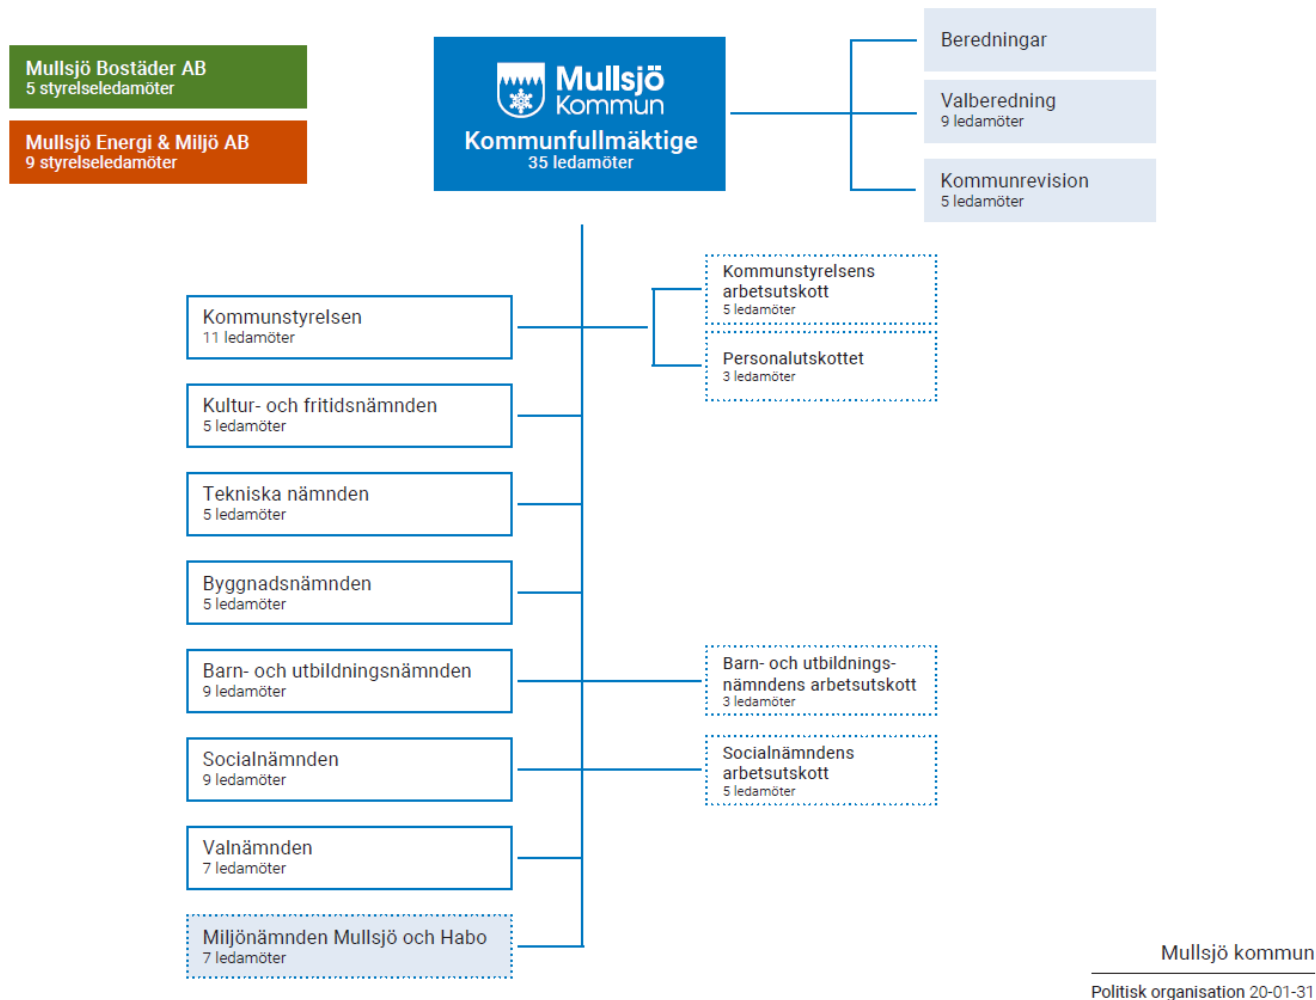 Mullsjö Bostäder AB
5 styrelseledamöter
Mullsjö Energi & Miljö AB
9 styrelseledamöter
Mullsjö
Kommun
Kommunfullmäktige
35 ledamöter
Beredningar
Valberedning
9 ledamöter
Kommunrevision
5 ledamöter
Kommunstyrelsen
11 ledamöter
Kommunstyrelsens
arbetsutskott
5 ledamöter
Personalutskottet
3 ledamöter
Kultur- och fritidsnämnden
5 ledamöter
Tekniska nämnden
5 ledamöter
Byggnadsnämnden
5 ledamöter
Barn- och utbildningsnämnden
9 ledamöter
Barn- och utbildnings-
nämndens arbetsutskott
3 ledamöter
Socialnämnden
9 ledamöter
Socialnämndens
arbetsutskott
5 ledamöter
Valnämnden
7 ledamöter
Miljönämnden Mullsjö och Habo
7 ledamöter
Mullsjö kommun
Politisk organisation 20-01-31